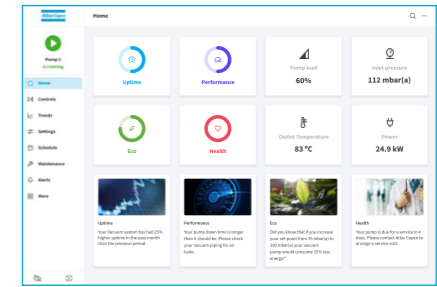 Atlas Copco
Home
Pump 1
is running
Home
Controls
Trends
Settings
Schedule
Maintenance
Alerts
More
Uptime
Performance
Pump load
60%
Inlet pressure
112 mbar(a)
Eco
Health
Outlet Temperature
83 °C
Power
24.9 kW
Uptime
Your Vacuum system has had 25%
higher uptime in the past month
than the previous period.
Performance
Your pump down time is longer
than it should be. Please check
your vacuum piping for air
leaks.
Eco
Did you know that if you increase
your set-point from 75 mbar(a) to
100 mbar(a) your vacuum
pump would consume 32% less
energy?
Health
Your pump is due for a service in 4
days. Please contact Atlas Copco to
arrange a service visit.